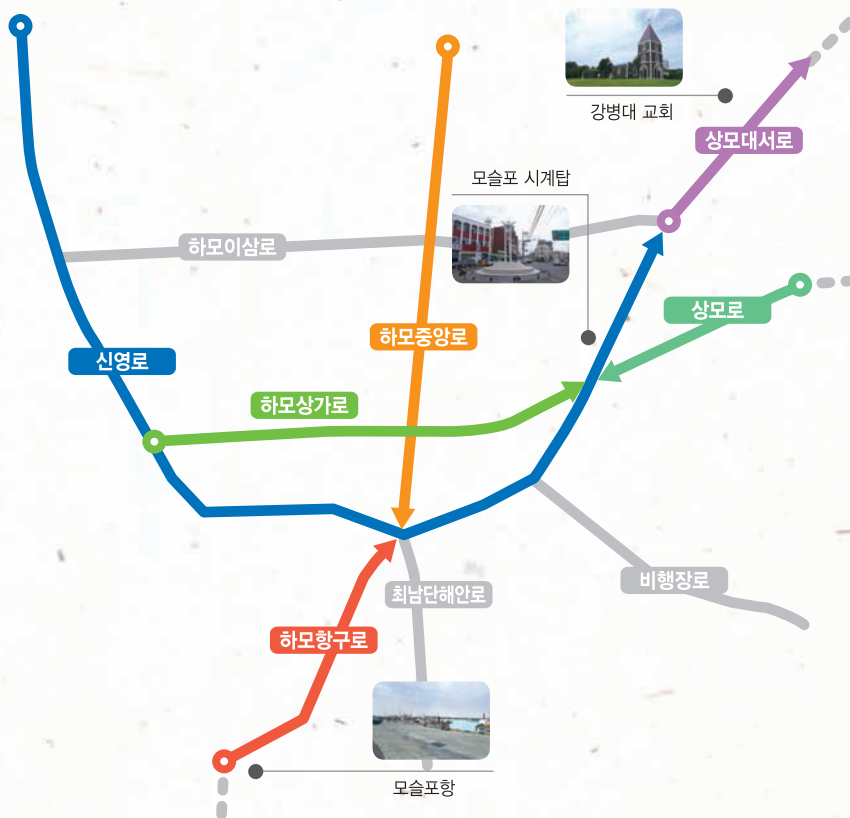 강병대 교회
상모대서로
모슬포 시계탑
하모이삼로
상모로
하모중앙로
신영로
하모상가로
비행장로
최남단해안로
하모항구로
모슬포항